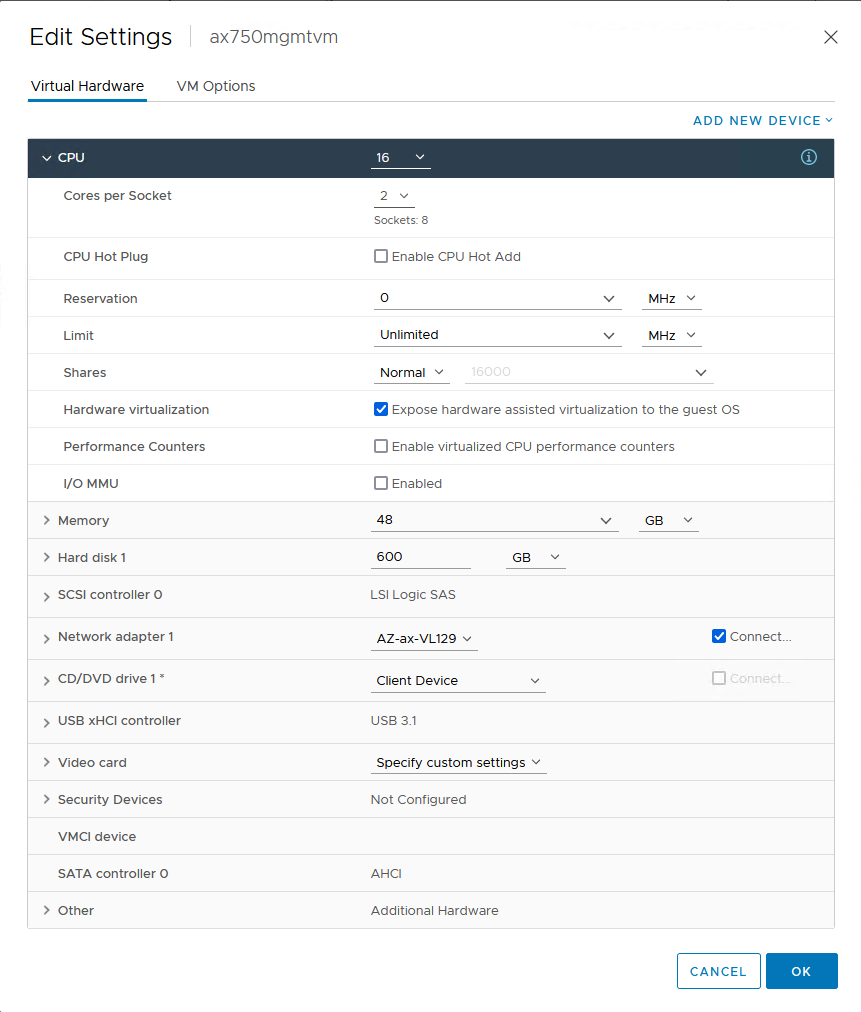 Edit Settings ax750mgmtvm
Virtual Hardware VM Options
ADD NEW DEVICE
CPU 16
Cores per Socket 2
Sockets: 8
CPU Hot Plug Enable CPU Hot Add
Reservation 0 MHz
Limit Unlimited MHz
Shares Normal 16000
Hardware virtualization Expose hardware assisted virtualization to the guest OS
Performance Counters Enable virtualized CPU performance counters
I/O MMU Enabled
Memory 48 GB
Hard disk 1 600 GB
SCSI controller 0 LSI Logic SAS
Network adapter 1 AZ-ax-VL129 Connect...
CD/DVD drive 1 * Client Device Connect...
USB xHCI controller USB 3.1
Video card Specify custom settings
Security Devices Not Configured
VMCI device
SATA controller 0 AHCI
Other Additional Hardware
CANCEL OK